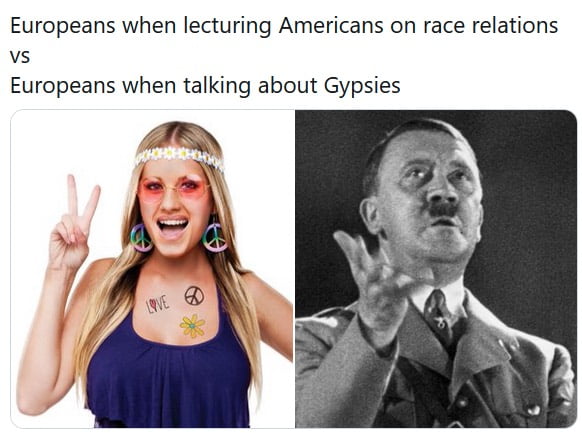 Europeans when lecturing Americans on race relations
vs
Europeans when talking about Gypsies
LOVE